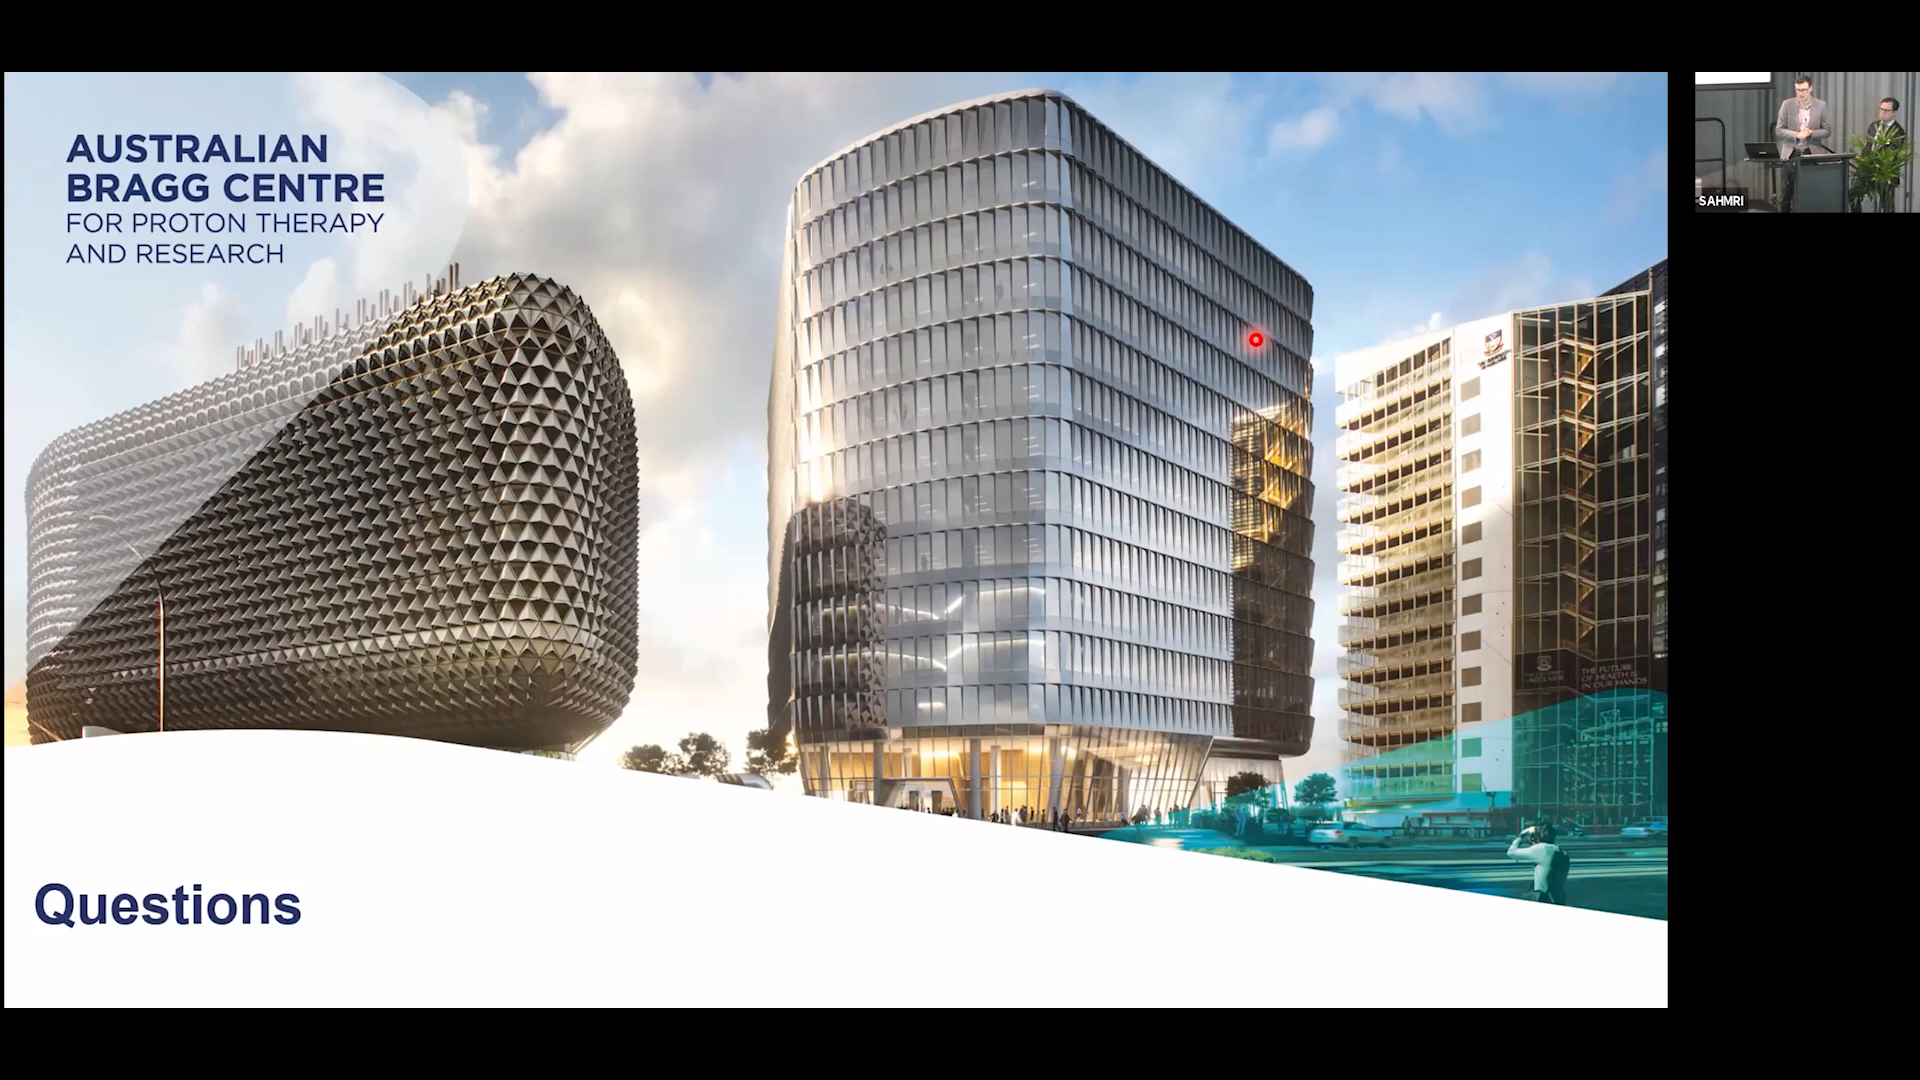 AUSTRALIAN
BRAGG CENTRE
FOR PROTON THERAPY
AND RESEARCH
SAHMRI
THE FUTURE
OF HEALTH IS
IN OUR HANDS
Questions